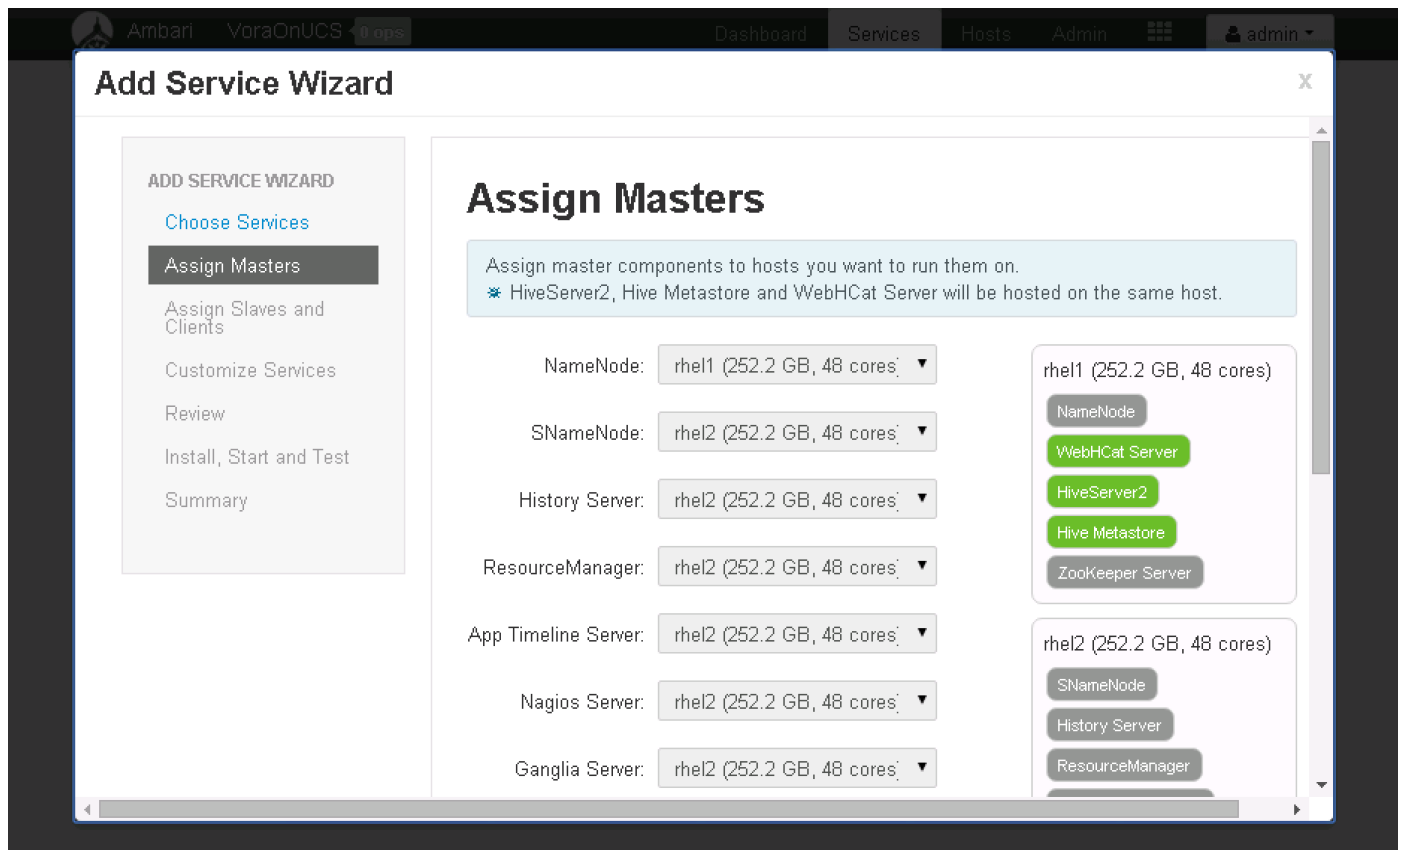 Ambari VoraOnUCS 0 ops Dashboard Services Hosts Admin admin
Add Service Wizard x
ADD SERVICE WIZARD
Choose Services
Assign Masters
Assign Slaves and
Clients
Customize Services
Review
Install, Start and Test
Summary
Assign Masters
Assign master components to hosts you want to run them on.
HiveServer2, Hive Metastore and WebHCat Server will be hosted on the same host.
NameNode: rhel1 (252.2 GB, 48 cores)
SNameNode: rhel2 (252.2 GB, 48 cores)
History Server: rhel2 (252.2 GB, 48 cores)
ResourceManager: rhel2 (252.2 GB, 48 cores)
App Timeline Server: rhel2 (252.2 GB, 48 cores)
Nagios Server: rhel2 (252.2 GB, 48 cores)
Ganglia Server: rhel2 (252.2 GB, 48 cores)
rhel1 (252.2 GB, 48 cores)
NameNode
WebHCat Server
HiveServer2
Hive Metastore
ZooKeeper Server
rhel2 (252.2 GB, 48 cores)
SNameNode
History Server
ResourceManager